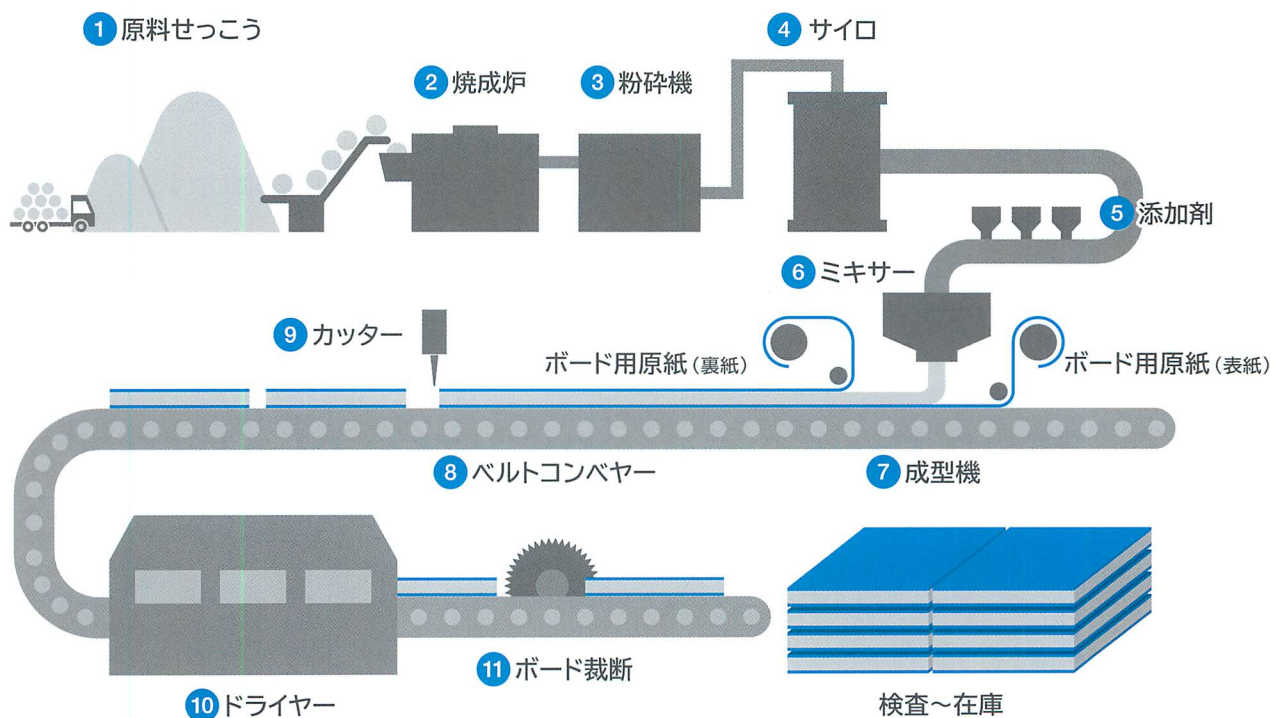 1 原料せっこう
2 焼成炉
3 粉砕機
4 サイロ
5 添加剤
6 ミキサー
ボード用原紙(裏紙)
ボード用原紙(表紙)
7 成型機
8 ベルトコンベヤー
9 カッター
10 ドライヤー
11 ボード裁断
検査～在庫